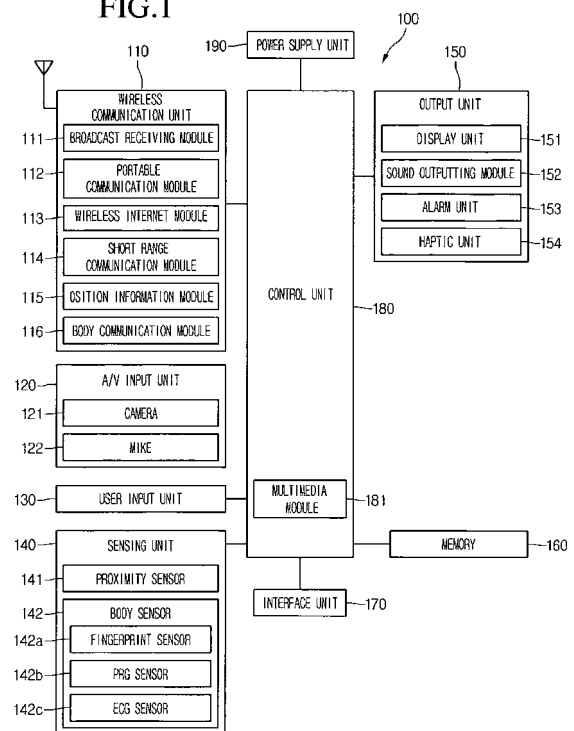 FIG.1
100
190
POWER SUPPLY UNIT
110
WIRELESS
COMMUNICATION UNIT
111
BROADCAST RECEIVING MODULE
112
PORTABLE
COMMUNICATION MODULE
113
WIRELESS INTERNET MODULE
114
SHORT RANGE
COMMUNICATION MODULE
115
OSITION INFORMATION MODULE
116
BODY COMMUNICATION MODULE
120
A/V INPUT UNIT
121
CAMERA
122
MIKE
130
USER INPUT UNIT
140
SENSING UNIT
141
PROXIMITY SENSOR
142
BODY SENSOR
142a
FINGERPRINT SENSOR
142b
PRG SENSOR
142c
ECG SENSOR
CONTROL UNIT
180
MULTIMEDIA
MODULE
181
INTERFACE UNIT
170
150
OUTPUT UNIT
DISPLAY UNIT
151
SOUND OUTPUTTING MODULE
152
ALARM UNIT
153
HAPTIC UNIT
154
MEMORY
160